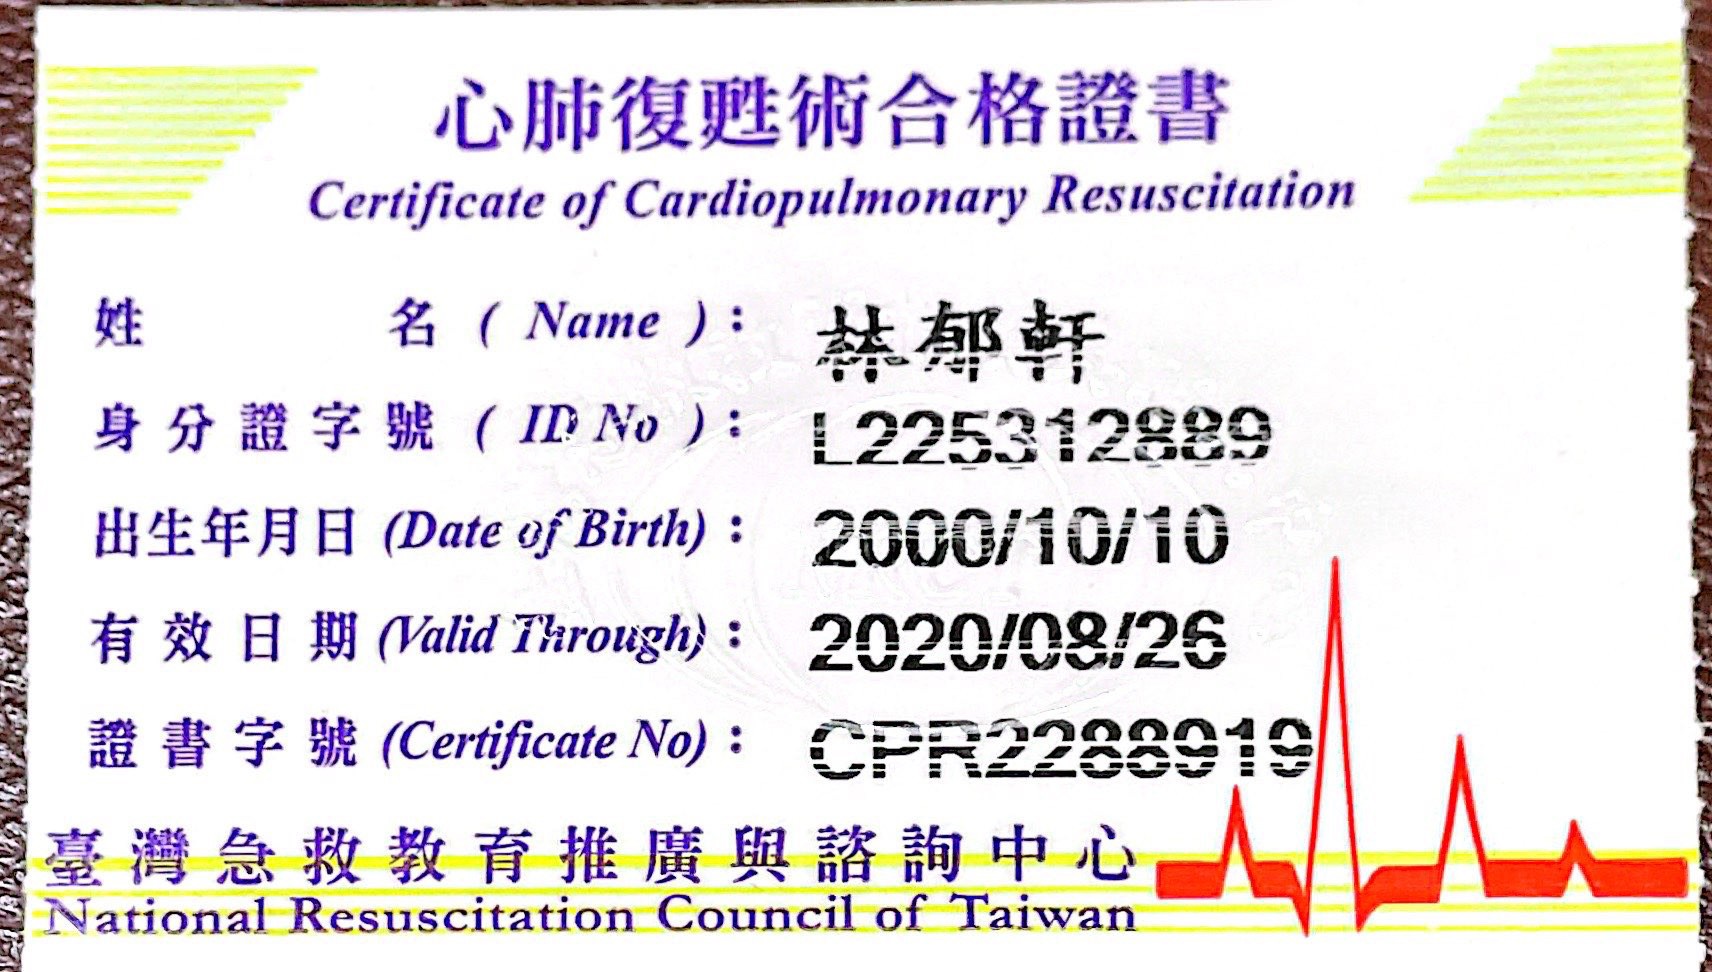 心肺復甦術合格證書
Certificate of Cardiopulmonary Resuscitation
姓名 ( Name ) : 林郁軒
身分證字號 ( ID No ) : L225312889
出生年月日 (Date of Birth) : 2000/10/10
有效日期 (Valid Through) : 2020/08/26
證書字號 (Certificate No) : CPR2288919
臺灣急救教育推廣與諮詢中心
National Resuscitation Council of Taiwan